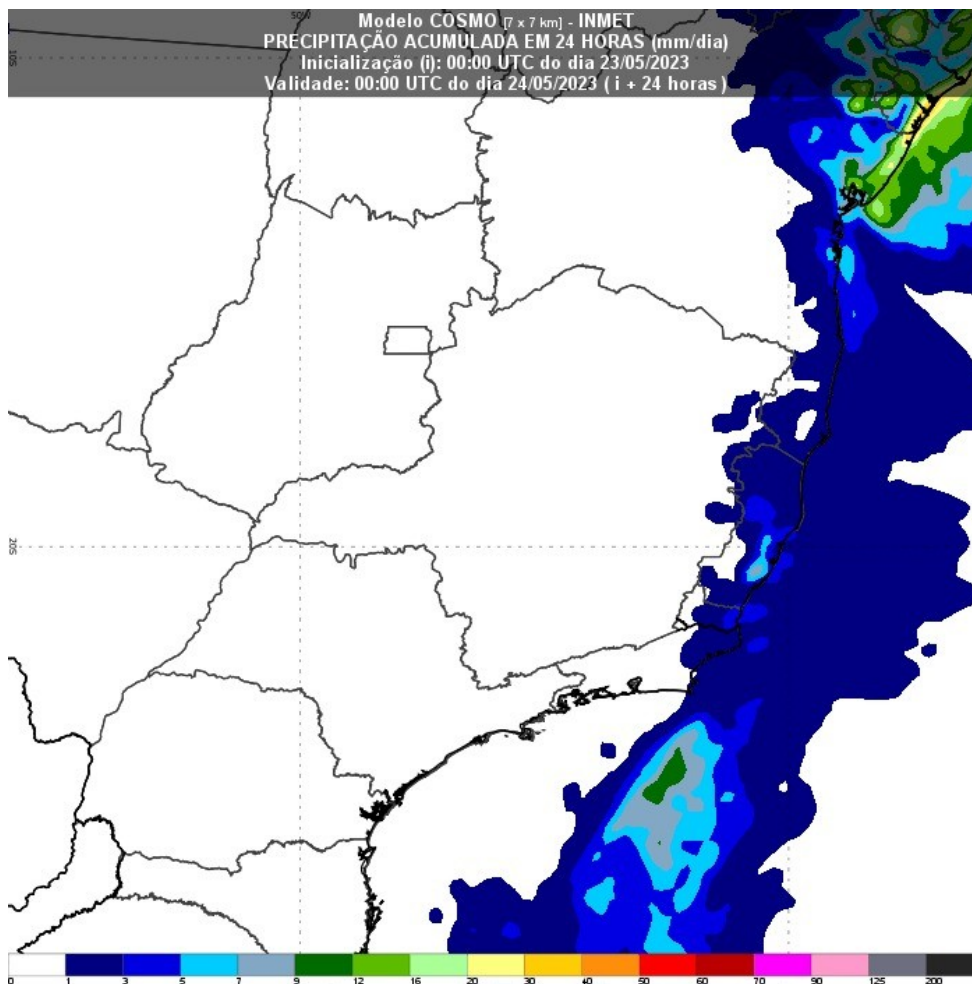 Modelo COSMO [7 x 7 km] - INMET
PRECIPITAÇÃO ACUMULADA EM 24 HORAS (mm/dia)
Inicialização (i): 00:00 UTC do dia 23/05/2023
Validade: 00:00 UTC do dia 24/05/2023 ( i + 24 horas )
50W
10S
20S
0 1 3 5 7 9 12 16 20 30 40 50 60 70 90 125 200